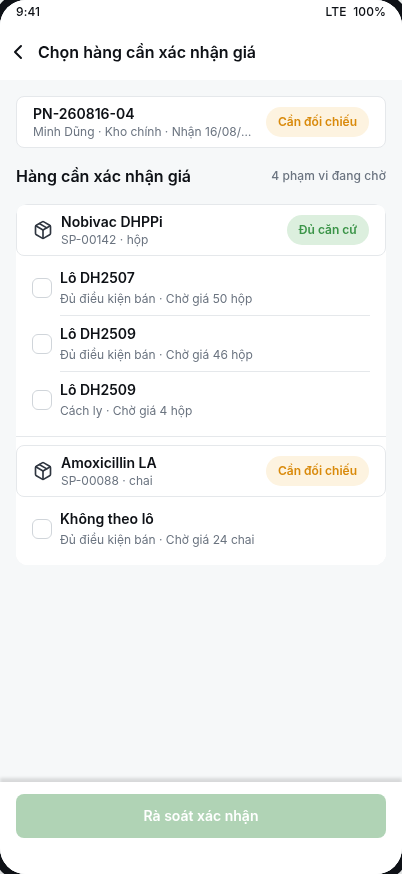 9:41
LTE 100%
Chọn hàng cần xác nhận giá
PN-260816-04
Minh Dũng · Kho chính · Nhận 16/08/...
Cần đối chiếu
Hàng cần xác nhận giá
4 phạm vi đang chờ
Nobivac DHPPi
SP-00142 · hộp
Đủ căn cứ
Lô DH2507
Đủ điều kiện bán · Chờ giá 50 hộp
Lô DH2509
Đủ điều kiện bán · Chờ giá 46 hộp
Lô DH2509
Cách ly · Chờ giá 4 hộp
Amoxicillin LA
SP-00088 · chai
Cần đối chiếu
Không theo lô
Đủ điều kiện bán · Chờ giá 24 chai
Rà soát xác nhận